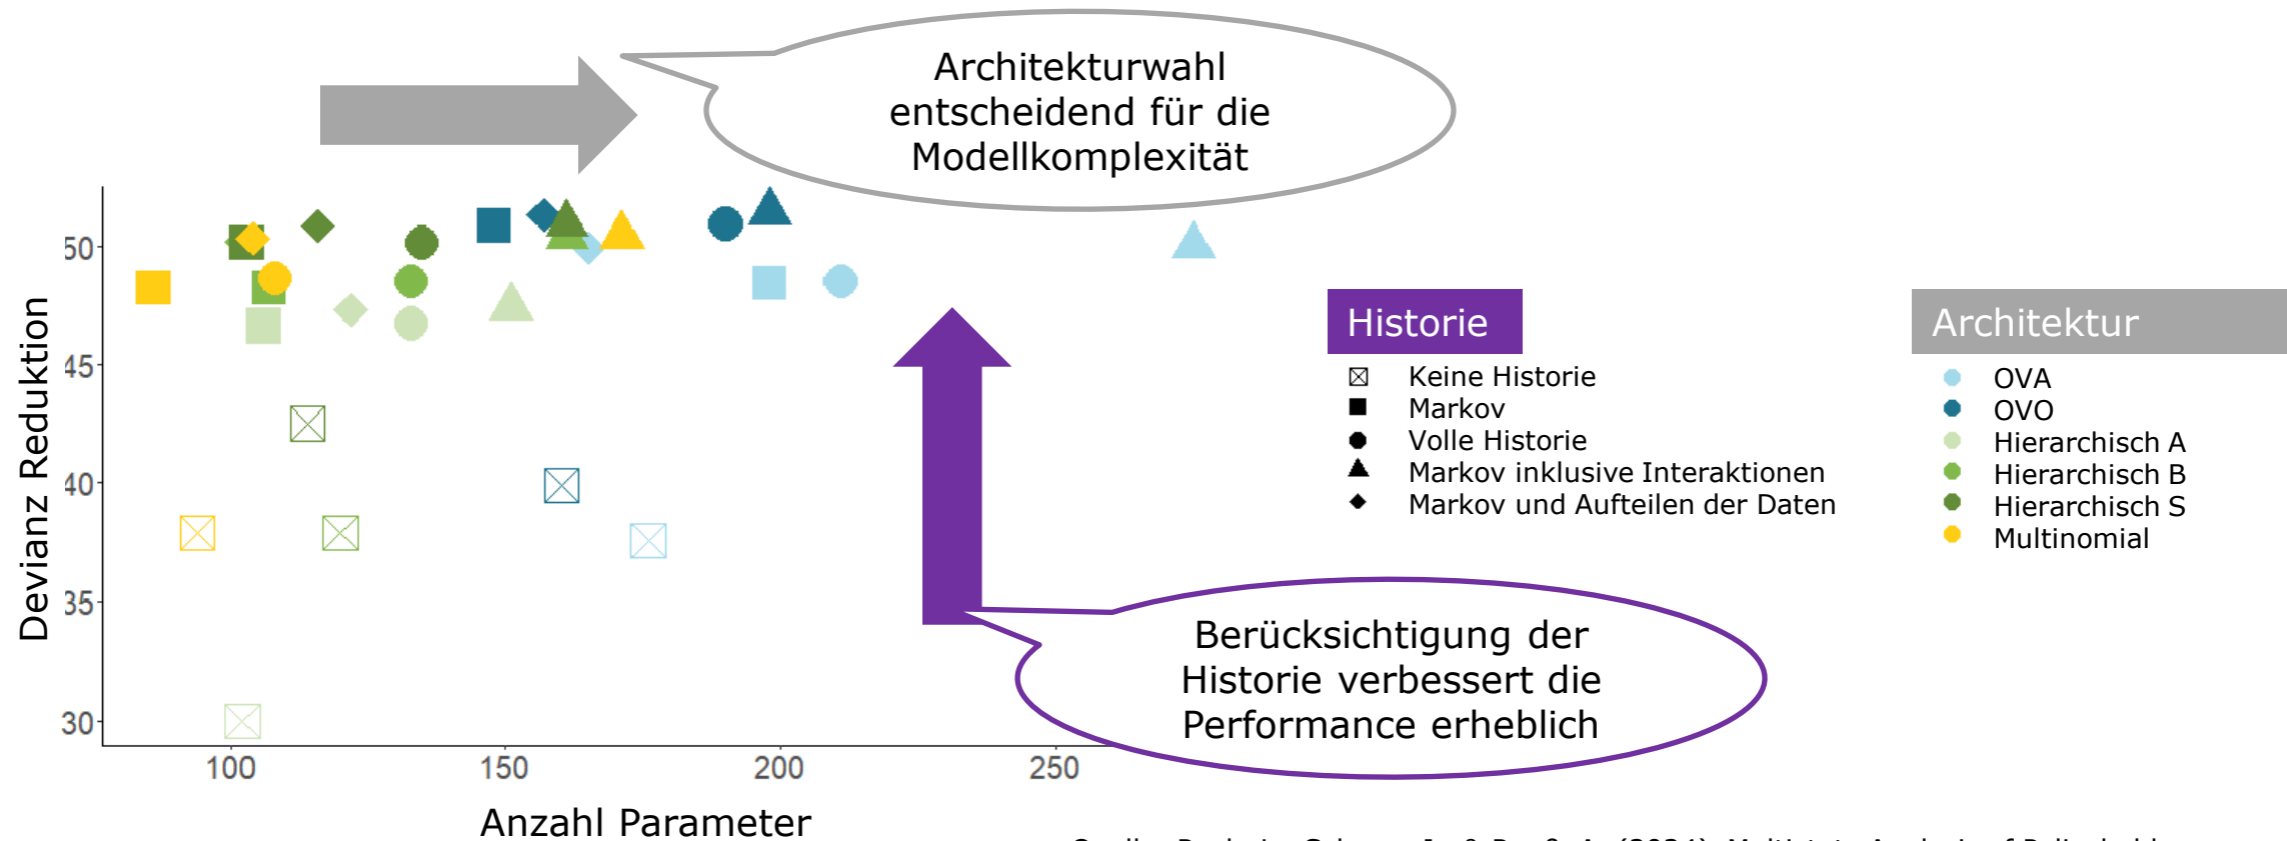 Architekturwahl
entscheidend für die
Modellkomplexität
50
45
40
35
30
Devianz Reduktion
100 150 200 250
Anzahl Parameter
Historie
Keine Historie
Markov
Volle Historie
Markov inklusive Interaktionen
Markov und Aufteilen der Daten
Architektur
OVA
OVO
Hierarchisch A
Hierarchisch B
Hierarchisch S
Multinomial
Berücksichtigung der
Historie verbessert die
Performance erheblich